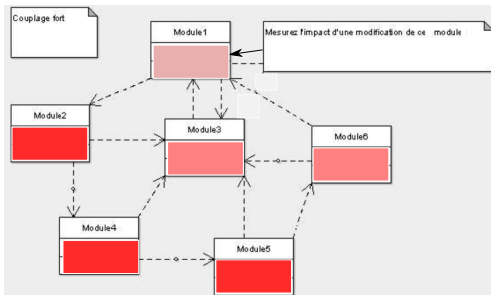 Couplage fort
Module1
Mesurez l'impact d'une modification de ce module
Module2
Module3
Module6
Module4
Module5